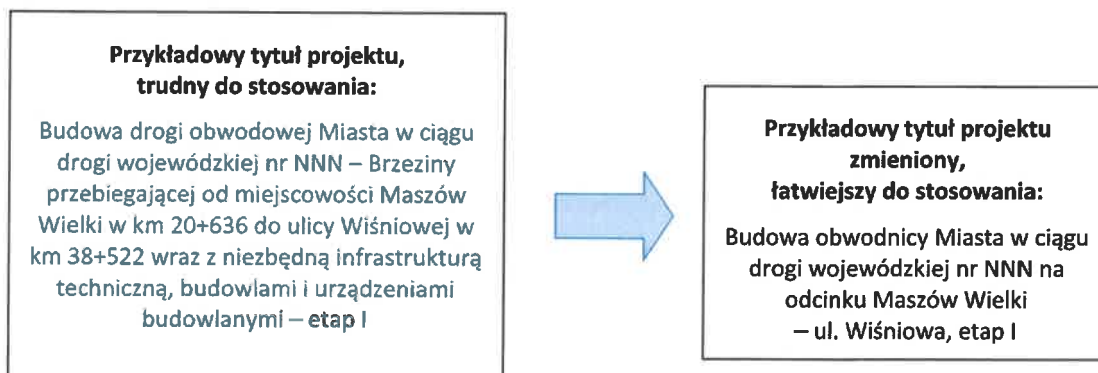 Przykładowy tytuł projektu,
trudny do stosowania:
Budowa drogi obwodowej Miasta w ciągu
drogi wojewódzkiej nr NNN – Brzeziny
przebiegającej od miejscowości Maszów
Wielki w km 20+636 do ulicy Wiśniowej w
km 38+522 wraz z niezbędną infrastrukturą
techniczną, budowlami i urządzeniami
budowlanymi – etap I
Przykładowy tytuł projektu
zmieniony,
łatwiejszy do stosowania:
Budowa obwodnicy Miasta w ciągu
drogi wojewódzkiej nr NNN na
odcinku Maszów Wielki
– ul. Wiśniowa, etap I